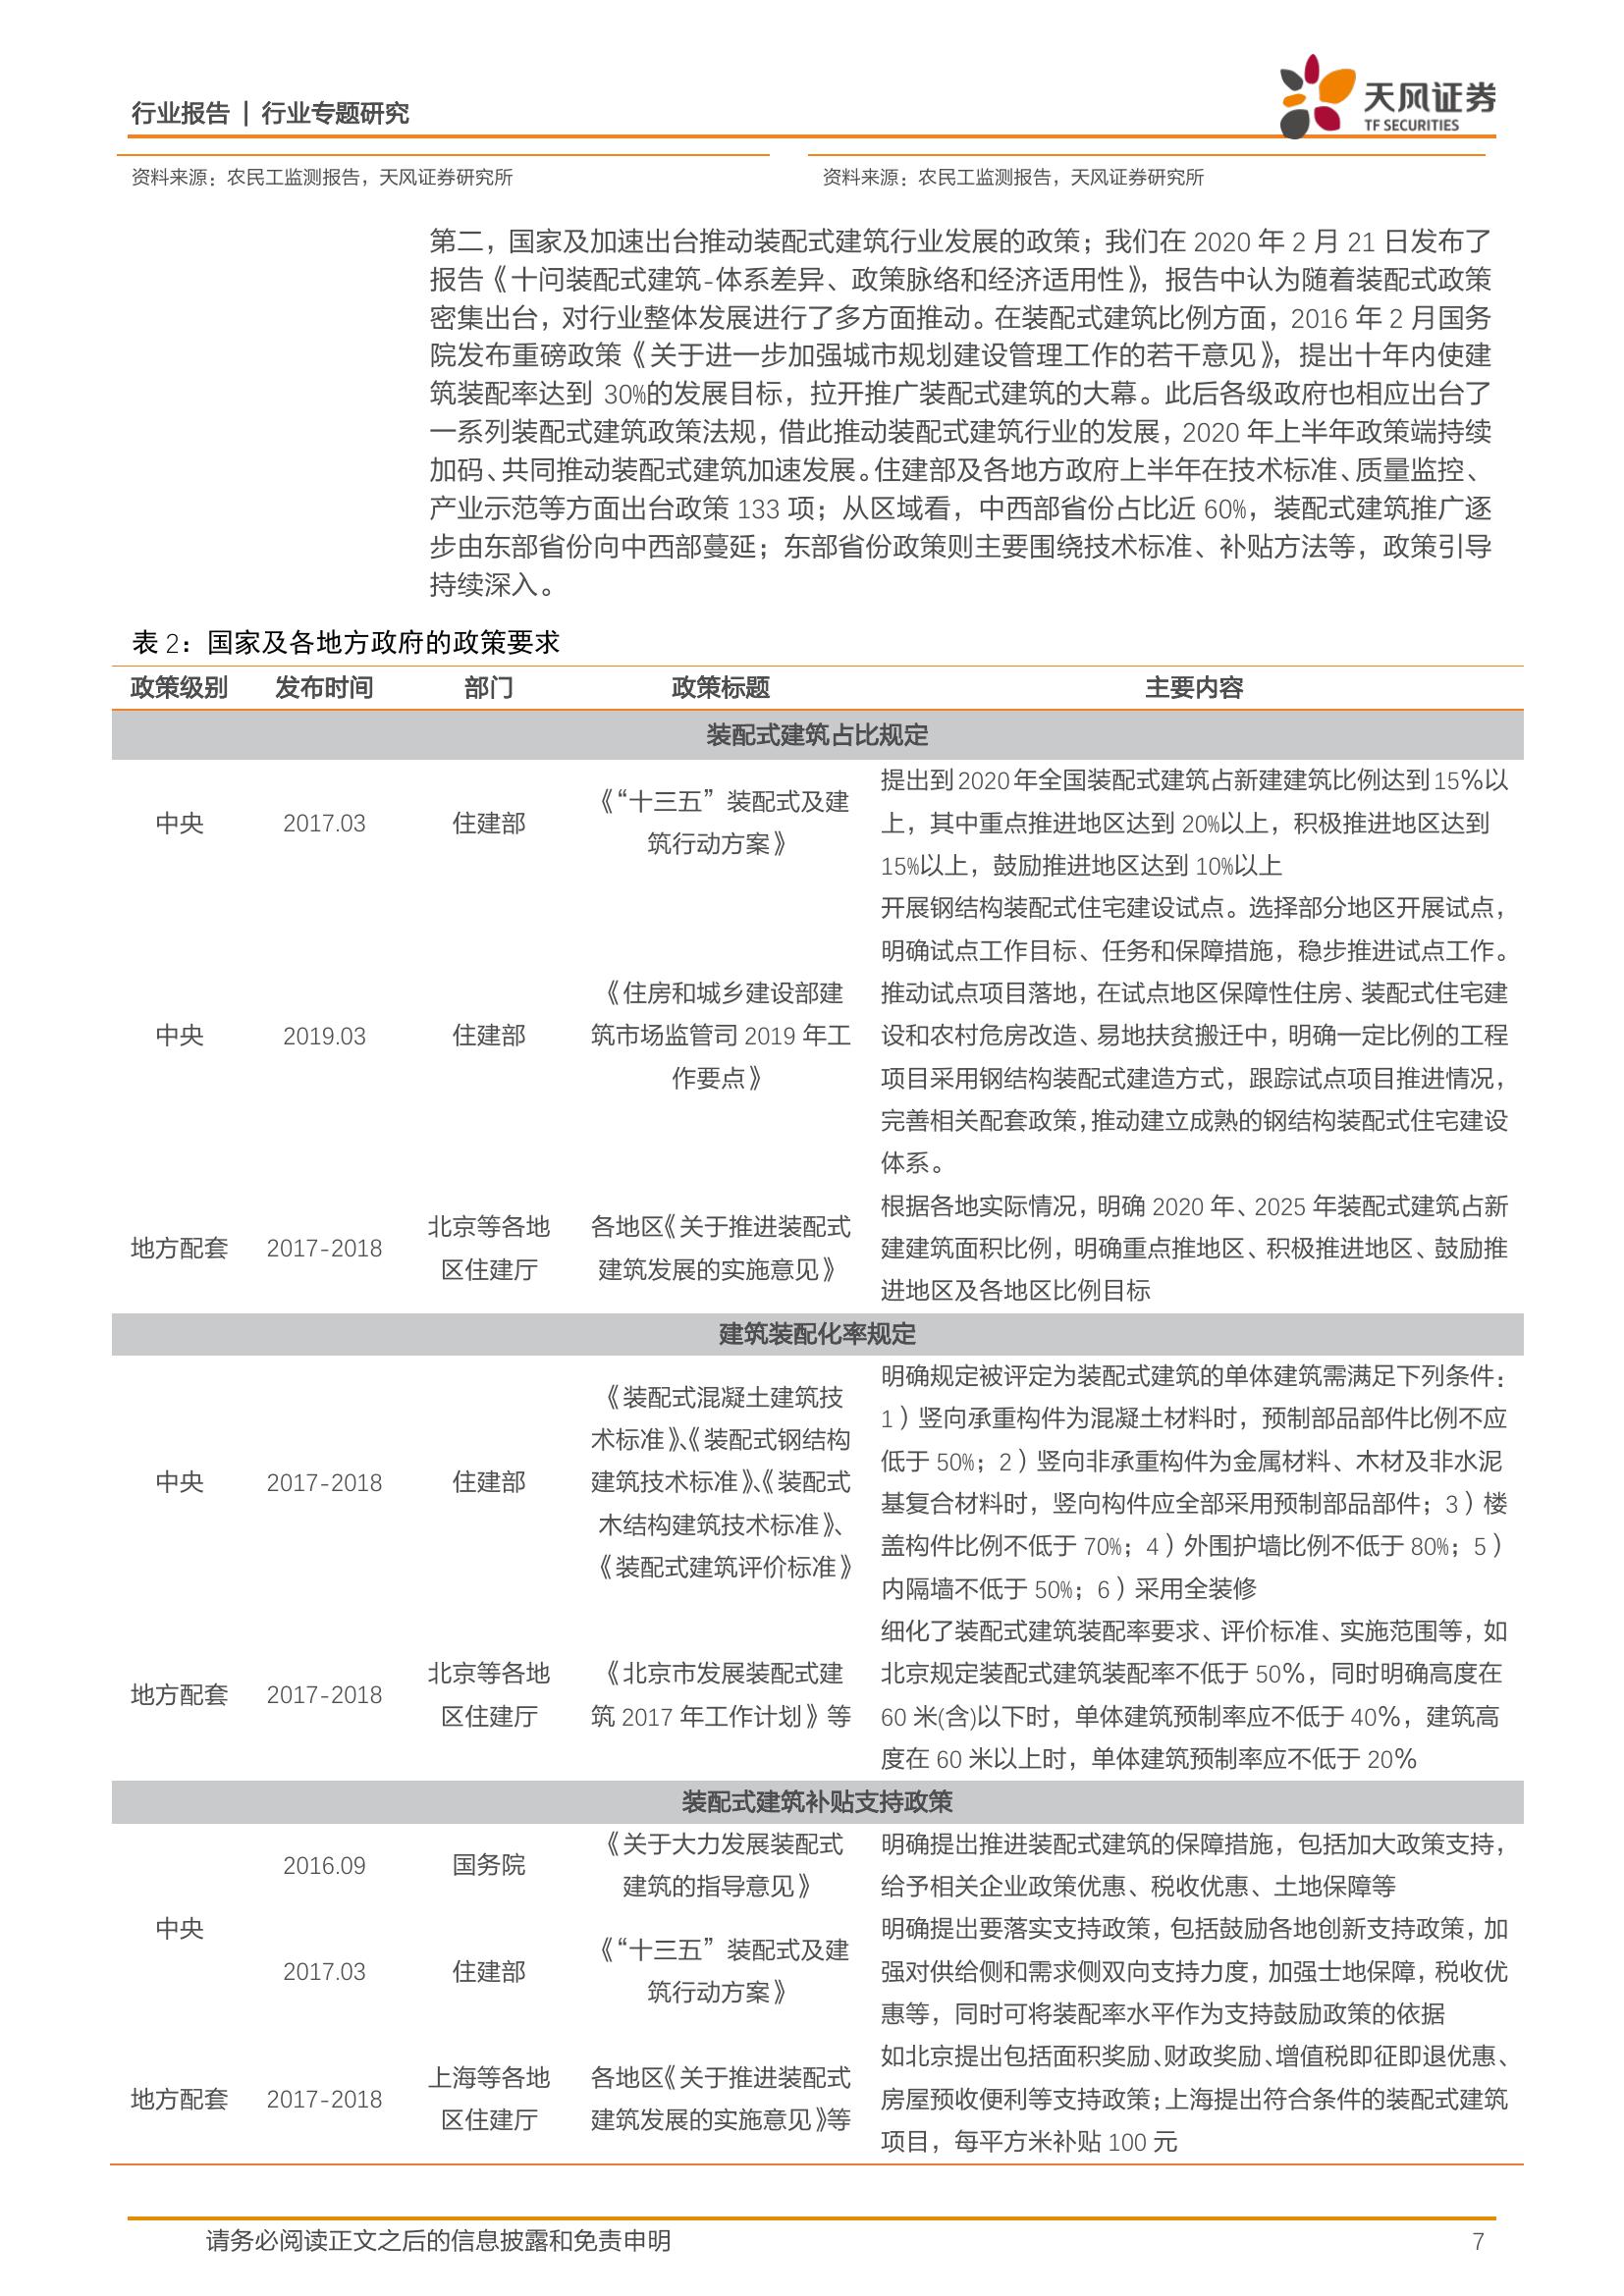 行业报告 | 行业专题研究
天风证券
TF SECURITIES
资料来源：农民工监测报告，天风证券研究所
资料来源：农民工监测报告，天风证券研究所
第二，国家及加速出台推动装配式建筑行业发展的政策；我们在 2020 年 2 月 21 日发布了
报告《十问装配式建筑-体系差异、政策脉络和经济适用性》，报告中认为随着装配式政策
密集出台，对行业整体发展进行了多方面推动。在装配式建筑比例方面，2016 年 2 月国务
院发布重磅政策《关于进一步加强城市规划建设管理工作的若干意见》，提出十年内使建
筑装配率达到 30%的发展目标，拉开推广装配式建筑的大幕。此后各级政府也相应出台了
一系列装配式建筑政策法规，借此推动装配式建筑行业的发展，2020 年上半年政策端持续
加码、共同推动装配式建筑加速发展。住建部及各地方政府上半年在技术标准、质量监控、
产业示范等方面出台政策 133 项；从区域看，中西部省份占比近 60%，装配式建筑推广逐
步由东部省份向中西部蔓延；东部省份政策则主要围绕技术标准、补贴方法等，政策引导
持续深入。
表 2：国家及各地方政府的政策要求
政策级别 发布时间 部门 政策标题 主要内容
装配式建筑占比规定
中央
2017.03
住建部
《“十三五”装配式及建
筑行动方案》
提出到 2020 年全国装配式建筑占新建建筑比例达到 15%以
上，其中重点推进地区达到 20%以上，积极推进地区达到
15%以上，鼓励推进地区达到 10%以上
中央
2019.03
住建部
《住房和城乡建设部建
筑市场监管司 2019 年工
作要点》
开展钢结构装配式住宅建设试点。选择部分地区开展试点，
明确试点工作目标、任务和保障措施，稳步推进试点工作。
推动试点项目落地，在试点地区保障性住房、装配式住宅建
设和农村危房改造、易地扶贫搬迁中，明确一定比例的工程
项目采用钢结构装配式建造方式，跟踪试点项目推进情况，
完善相关配套政策，推动建立成熟的钢结构装配式住宅建设
体系。
地方配套
2017-2018
北京等各地
区住建厅
各地区《关于推进装配式
建筑发展的实施意见》
根据各地实际情况，明确 2020 年、2025 年装配式建筑占新
建建筑面积比例，明确重点推地区、积极推进地区、鼓励推
进地区及各地区比例目标
建筑装配化率规定
中央
2017-2018
住建部
《装配式混凝土建筑技
术标准》、《装配式钢结构
建筑技术标准》、《装配式
木结构建筑技术标准》、
《装配式建筑评价标准》
明确规定被评定为装配式建筑的单体建筑需满足下列条件：
1）竖向承重构件为混凝土材料时，预制部品部件比例不应
低于 50%；2）竖向非承重构件为金属材料、木材及非水泥
基复合材料时，竖向构件应全部采用预制部品部件；3）楼
盖构件比例不低于 70%；4）外围护墙比例不低于 80%；5）
内隔墙不低于 50%；6）采用全装修
地方配套
2017-2018
北京等各地
区住建厅
《北京市发展装配式建
筑 2017 年工作计划》等
细化了装配式建筑装配率要求、评价标准、实施范围等，如
北京规定装配式建筑装配率不低于 50%，同时明确高度在
60 米(含)以下时，单体建筑预制率应不低于 40%，建筑高
度在 60 米以上时，单体建筑预制率应不低于 20%
装配式建筑补贴支持政策
中央
2016.09
国务院
《关于大力发展装配式
建筑的指导意见》
明确提出推进装配式建筑的保障措施，包括加大政策支持，
给予相关企业政策优惠、税收优惠、土地保障等
2017.03
住建部
《“十三五”装配式及建
筑行动方案》
明确提出要落实支持政策，包括鼓励各地创新支持政策，加
强对供给侧和需求侧双向支持力度，加强士地保障，税收优
惠等，同时可将装配率水平作为支持鼓励政策的依据
地方配套
2017-2018
上海等各地
区住建厅
各地区《关于推进装配式
建筑发展的实施意见》等
如北京提出包括面积奖励、财政奖励、增值税即征即退优惠、
房屋预收便利等支持政策；上海提出符合条件的装配式建筑
项目，每平方米补贴 100 元
请务必阅读正文之后的信息披露和免责申明
7